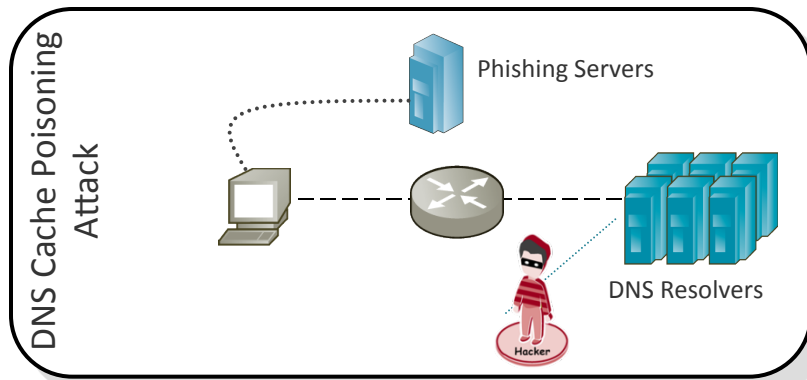 DNS Cache Poisoning
Attack
Phishing Servers
DNS Resolvers
Hacker